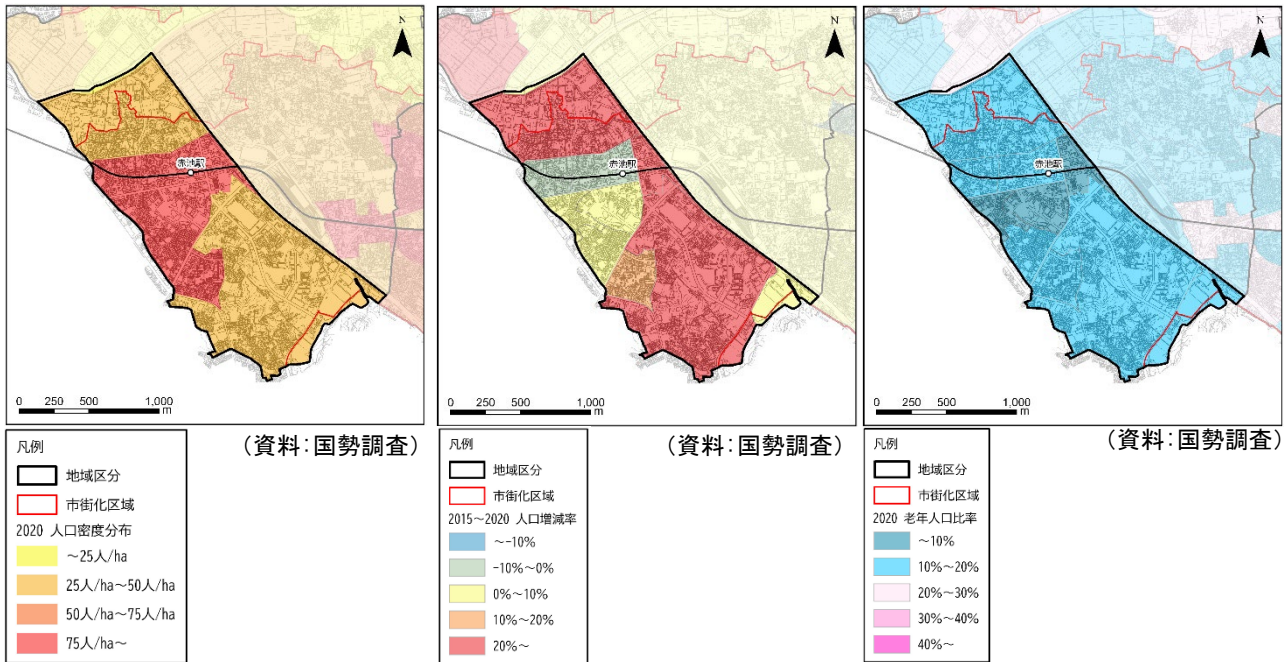 N
赤池駅
0 250 500 1,000
m
(資料:国勢調査)
凡例
地域区分
市街化区域
2020 人口密度分布
～25人/ha
25人/ha～50人/ha
50人/ha～75人/ha
75人/ha～
N
赤池駅
0 250 500 1,000
m
(資料:国勢調査)
凡例
地域区分
市街化区域
2015～2020 人口増減率
～-10%
-10%～0%
0%～10%
10%～20%
20%～
N
赤池駅
0 250 500 1,000
m
(資料:国勢調査)
凡例
地域区分
市街化区域
2020 老年人口比率
～10%
10%～20%
20%～30%
30%～40%
40%～